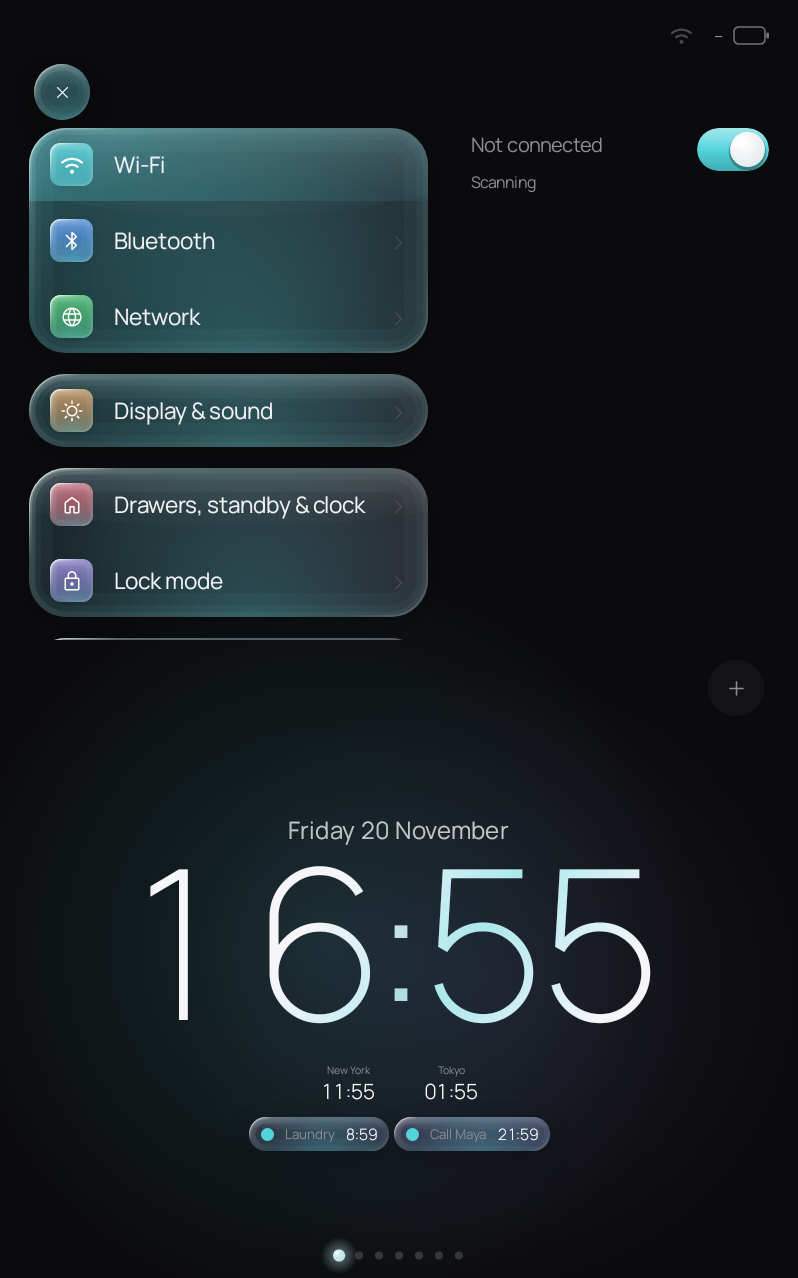 –
Wi-Fi
Not connected
Scanning
Bluetooth
Network
Display & sound
Drawers, standby & clock
Lock mode
Friday 20 November
16:55
New York
Tokyo
11:55
01:55
Laundry 8:59
Call Maya 21:59